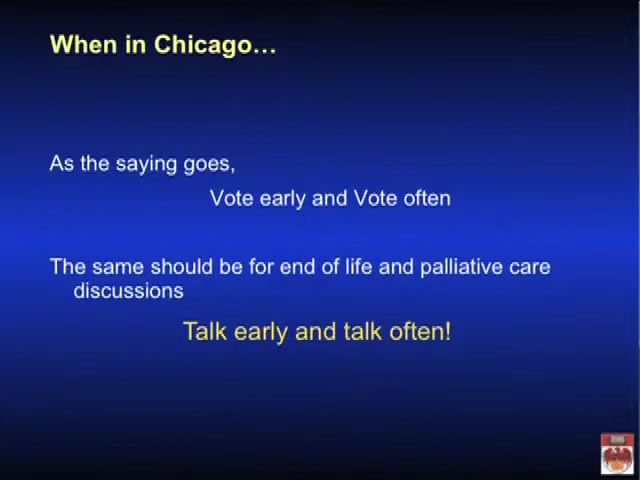 When in Chicago…
As the saying goes,
Vote early and Vote often
The same should be for end of life and palliative care
discussions
Talk early and talk often!